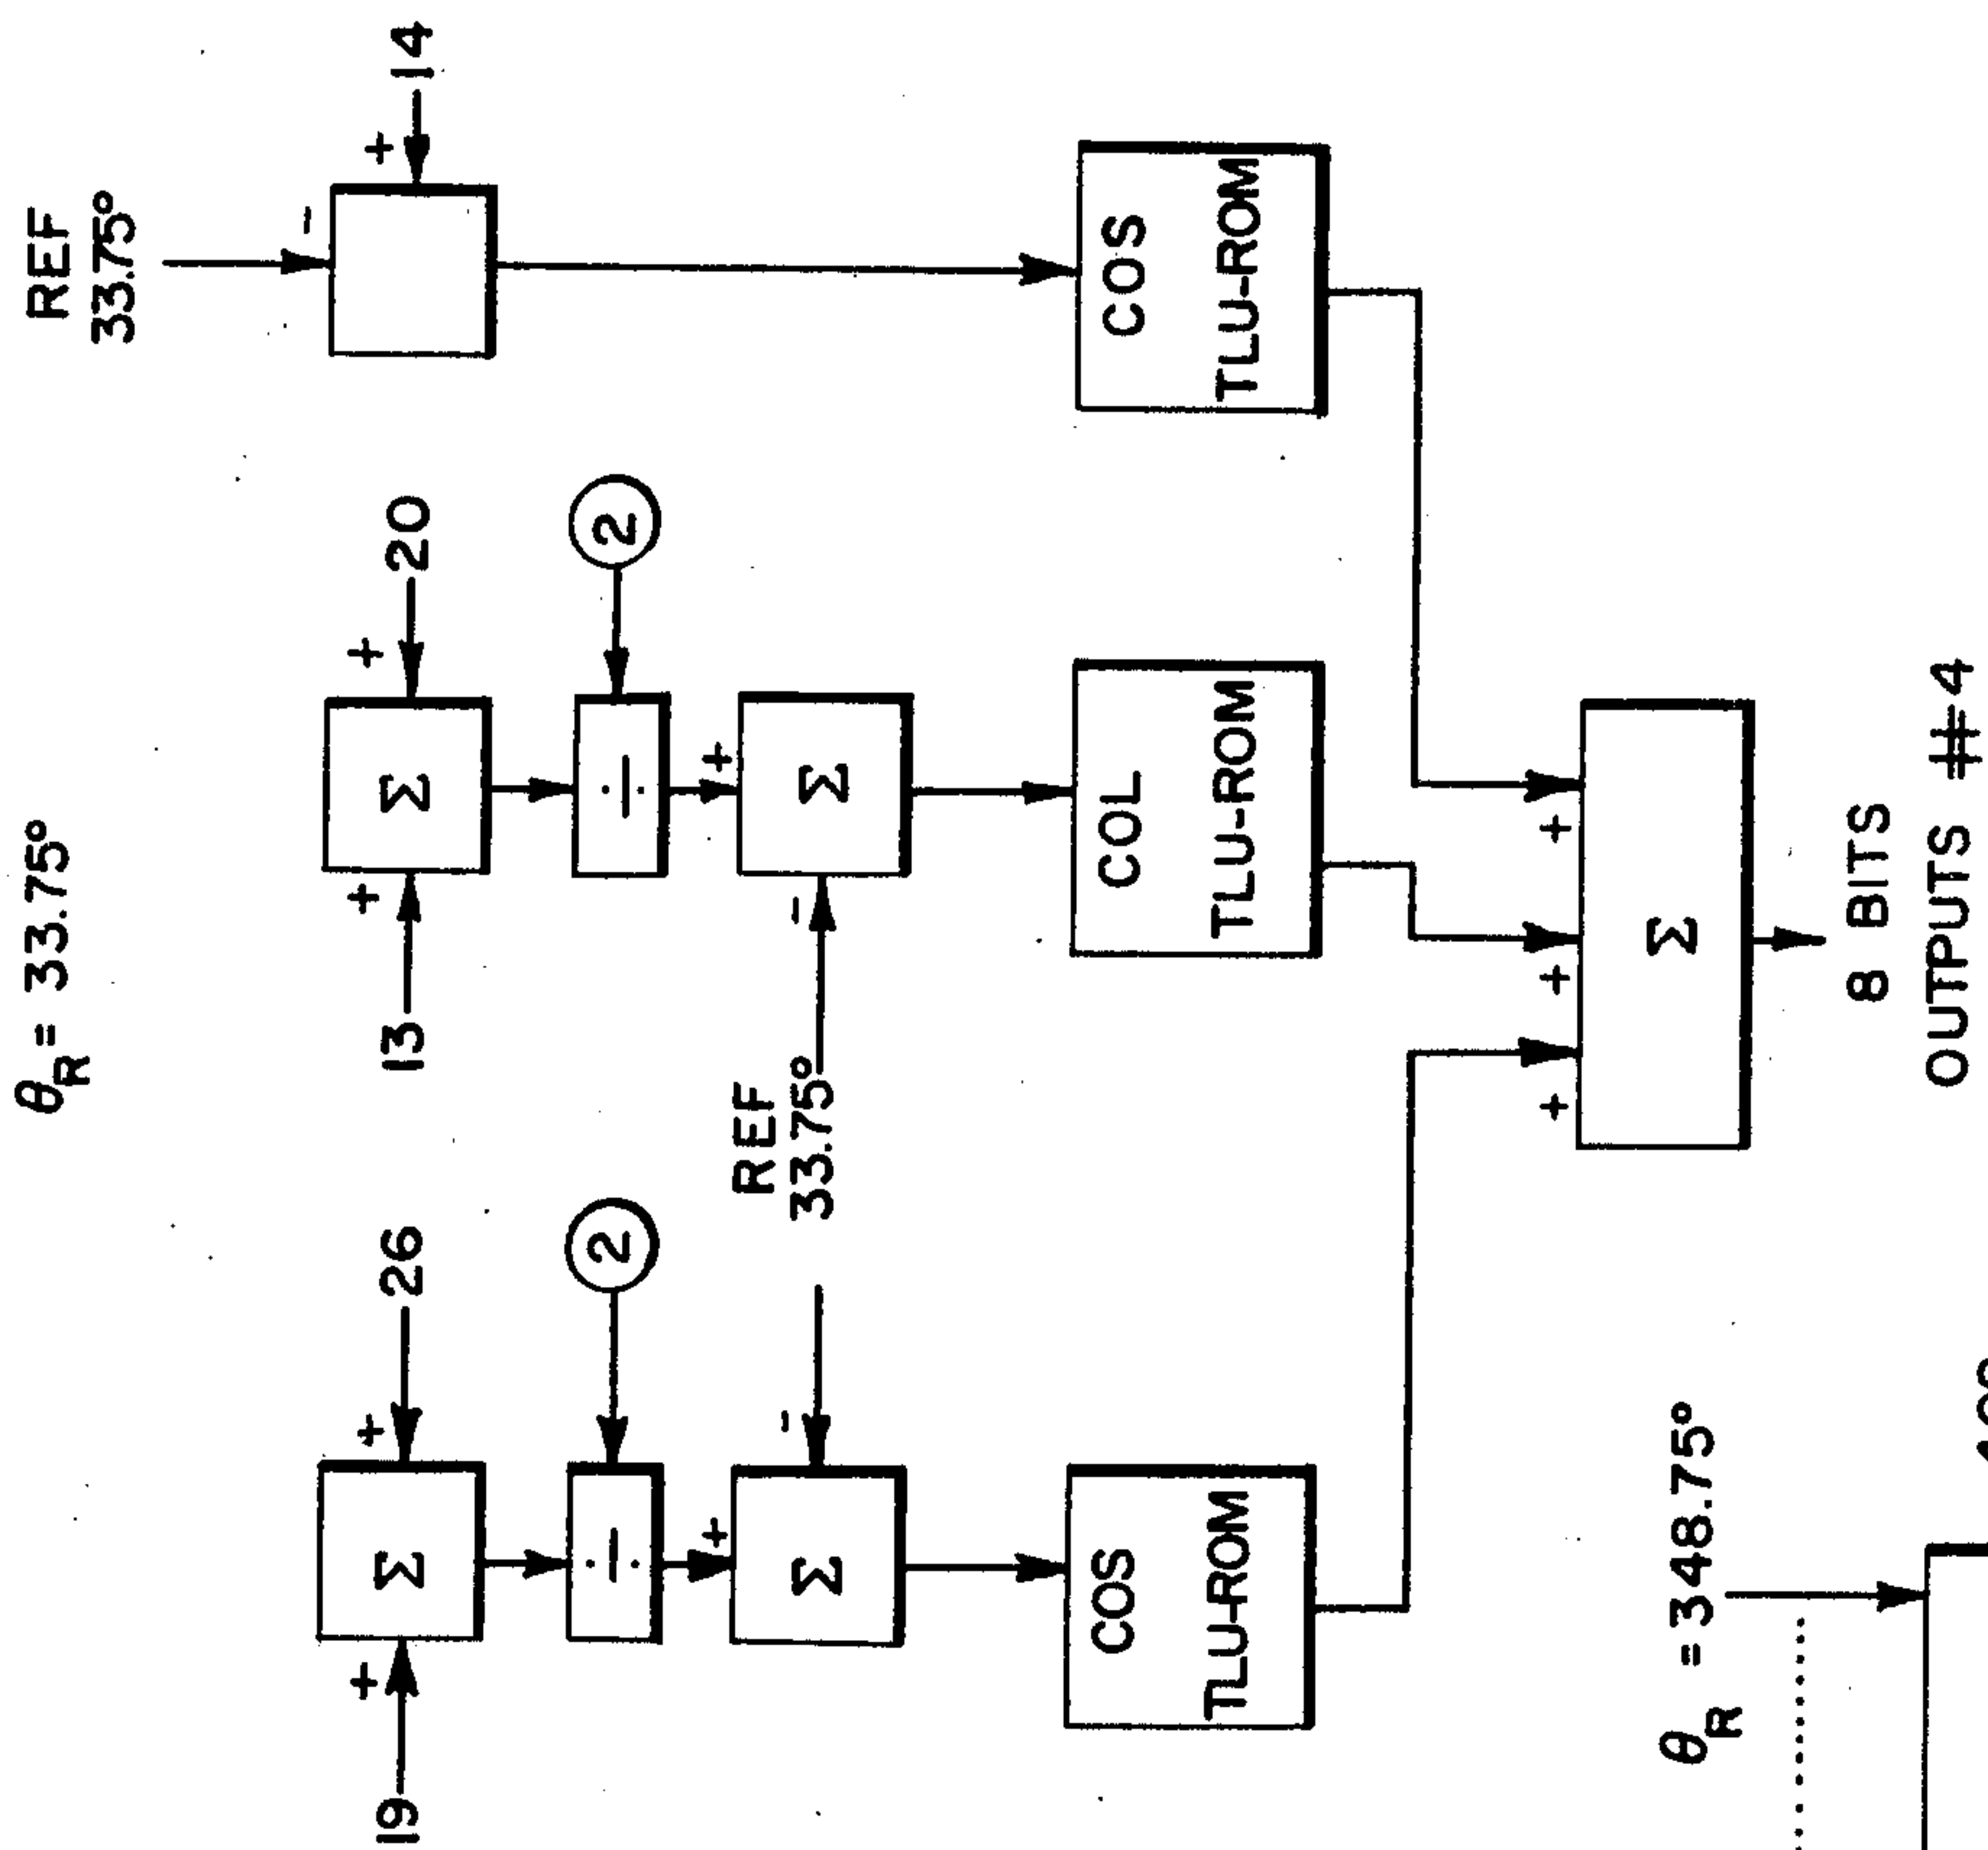 θR = 33.75°
REF
33.75°
19
+
Σ
+
26
13
+
Σ
+
20
-
+
14
÷
2
÷
2
+
Σ
-
REF
33.75°
-
+
Σ
COS
TLU-ROM
COL
TLU-ROM
COS
TLU-ROM
+
+
+
Σ
8 BITS
OUTPUTS #4
θR = 348.75°